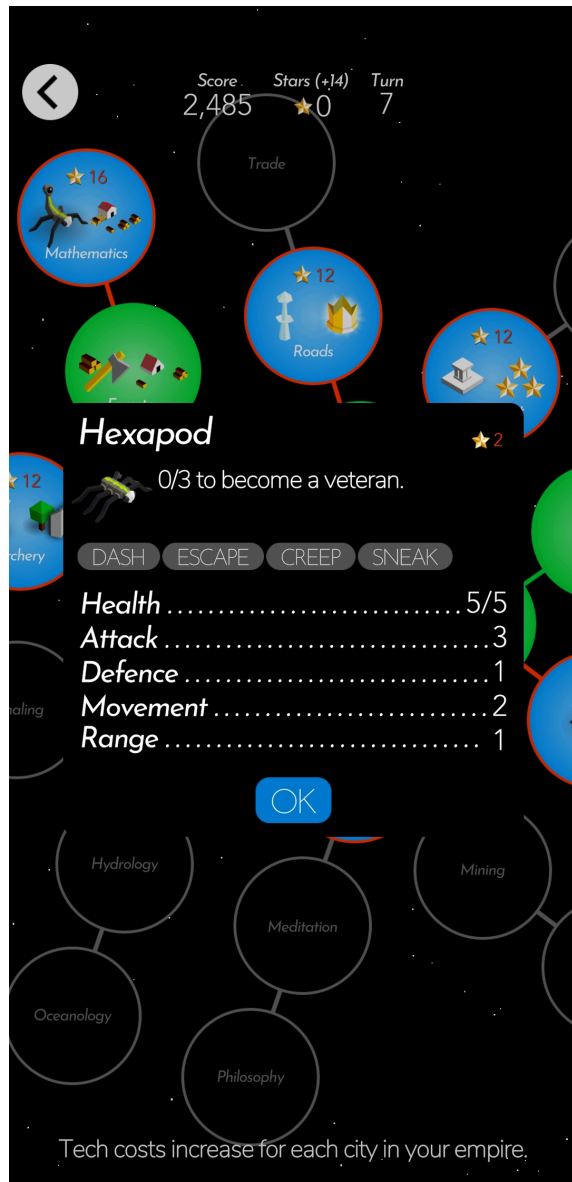 Score Stars (+14) Turn
2,485 0 7
Trade
16
Mathematics
12
Roads
12
Hexapod
2
0/3 to become a veteran.
12
DASH ESCAPE CREEP SNEAK
Health 5/5
Attack 3
Defence 1
Movement 2
Range 1
OK
Hydrology
Mining
Meditation
Oceanology
Philosophy
Tech costs increase for each city in your empire.